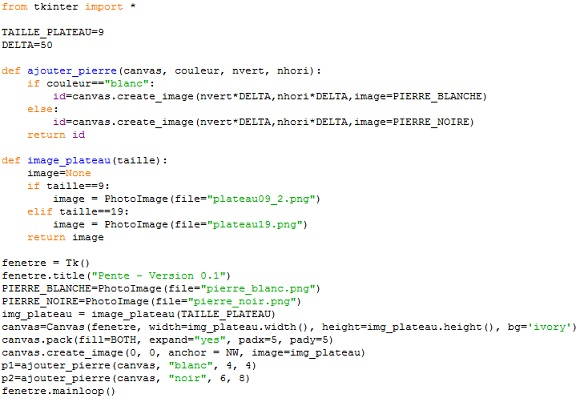 from tkinter import *
TAILLE_PLATEAU=9
DELTA=50
def ajouter_pierre(canvas, couleur, nvert, nhori):
    if couleur=="blanc":
        id=canvas.create_image(nvert*DELTA,nhori*DELTA,image=PIERRE_BLANCHE)
    else:
        id=canvas.create_image(nvert*DELTA,nhori*DELTA,image=PIERRE_NOIRE)
    return id
def image_plateau(taille):
    image=None
    if taille==9:
        image = PhotoImage(file="plateau09_2.png")
    elif taille==19:
        image = PhotoImage(file="plateau19.png")
    return image
fenetre = Tk()
fenetre.title("Pente - Version 0.1")
PIERRE_BLANCHE=PhotoImage(file="pierre_blanc.png")
PIERRE_NOIRE=PhotoImage(file="pierre_noir.png")
img_plateau = image_plateau(TAILLE_PLATEAU)
canvas=Canvas(fenetre, width=img_plateau.width(), height=img_plateau.height(), bg='ivory')
canvas.pack(fill=BOTH, expand="yes", padx=5, pady=5)
canvas.create_image(0, 0, anchor = NW, image=img_plateau)
p1=ajouter_pierre(canvas, "blanc", 4, 4)
p2=ajouter_pierre(canvas, "noir", 6, 8)
fenetre.mainloop()